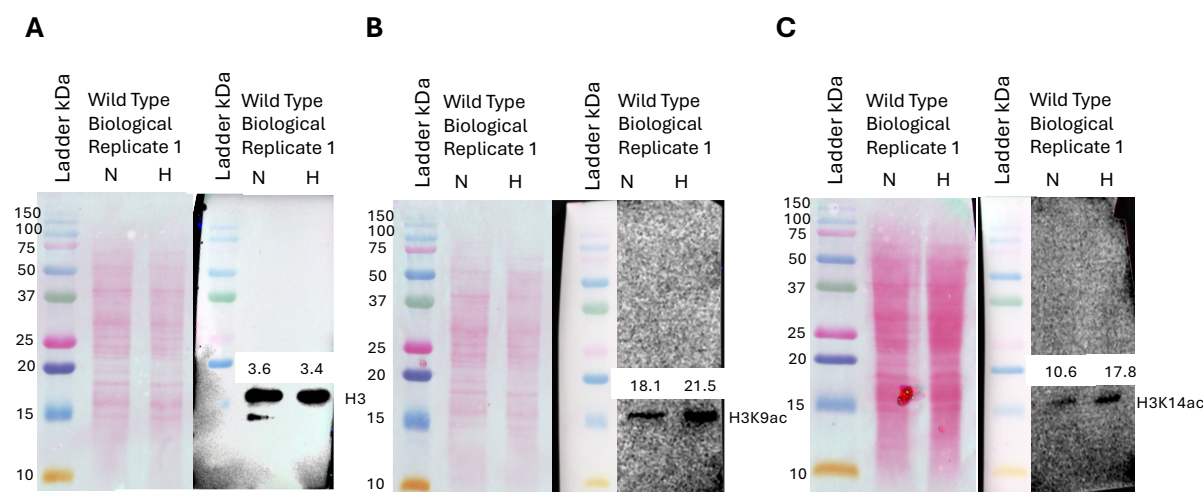 A
Ladder kDa
Wild Type
Biological
Replicate 1
N H
150
100
75
50
37
25
20
15
10
Ladder kDa
Wild Type
Biological
Replicate 1
N H
3.6 3.4
H3
B
Ladder kDa
Wild Type
Biological
Replicate 1
N H
150
100
75
50
37
25
20
15
10
Ladder kDa
Wild Type
Biological
Replicate 1
N H
18.1 21.5
H3K9ac
C
Ladder kDa
Wild Type
Biological
Replicate 1
N H
150
100
75
50
37
25
20
15
10
Ladder kDa
Wild Type
Biological
Replicate 1
N H
10.6 17.8
H3K14ac